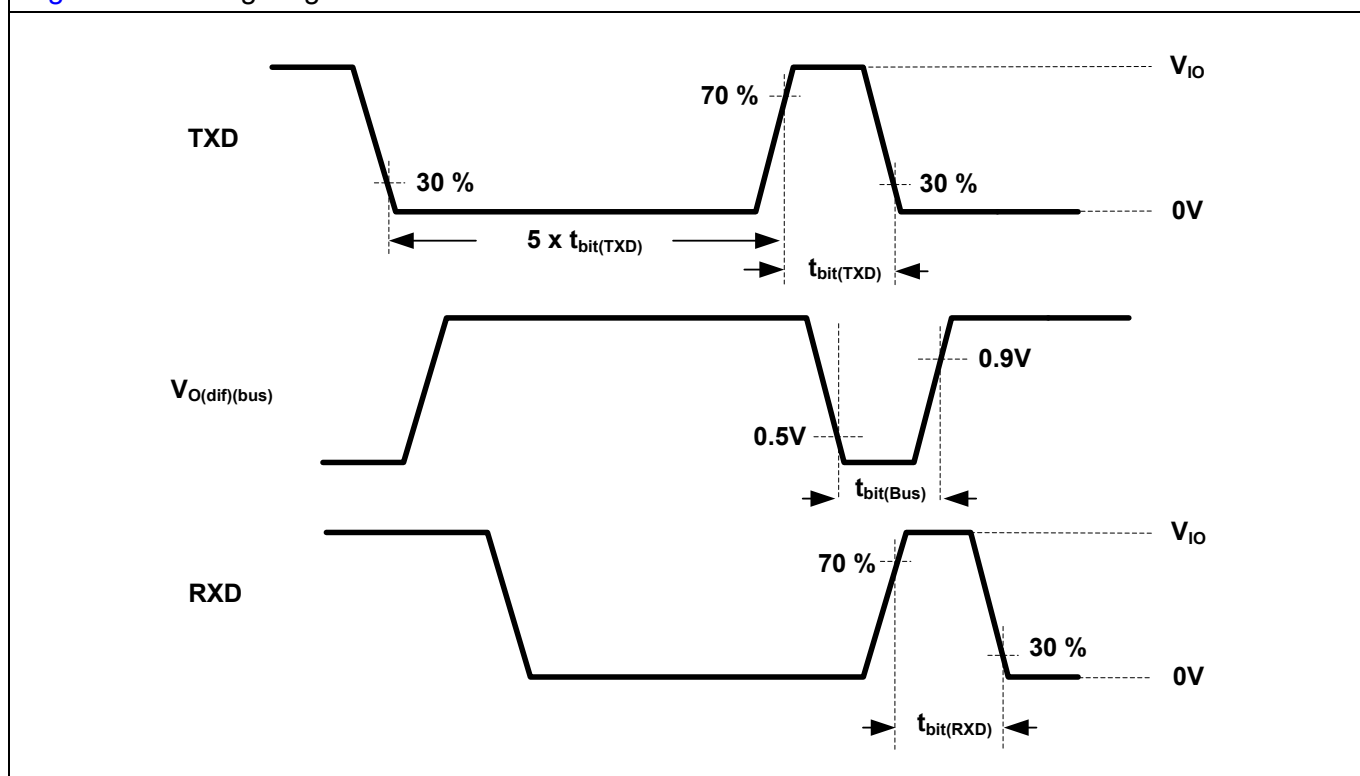 V_IO
70 %
TXD
30 %
30 %
0V
5 x t_bit(TXD)
t_bit(TXD)
0.9V
V_O(dif)(bus)
0.5V
t_bit(Bus)
V_IO
70 %
RXD
30 %
0V
t_bit(RXD)